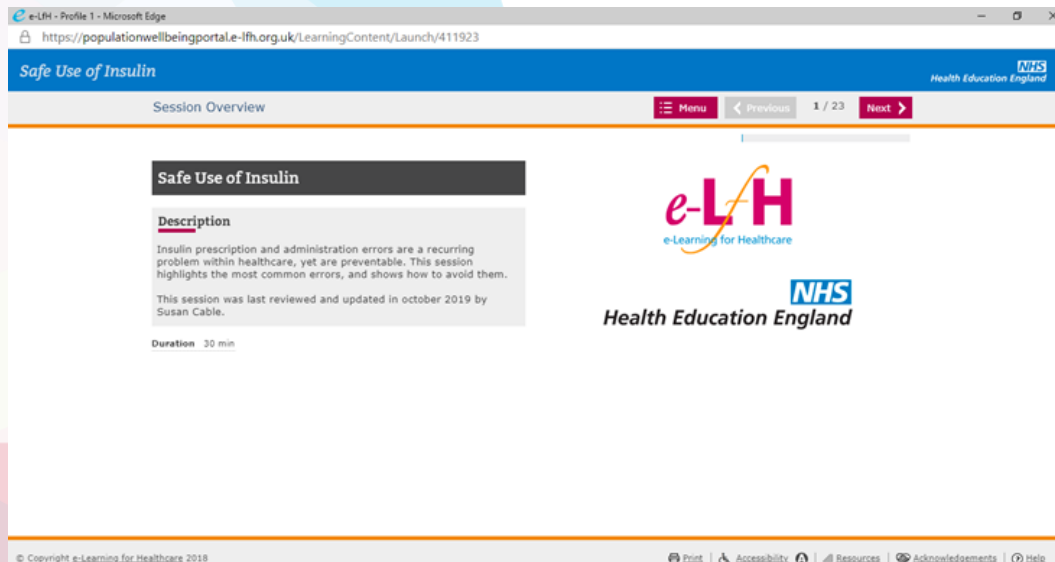 e-LfH - Profile 1 - Microsoft Edge
https://populationwellbeingportal.e-lfh.org.uk/LearningContent/Launch/411923
Safe Use of Insulin
NHS
Health Education England
Session Overview
Menu
Previous
1 / 23
Next
Safe Use of Insulin
Description
Insulin prescription and administration errors are a recurring
problem within healthcare, yet are preventable. This session
highlights the most common errors, and shows how to avoid them.
This session was last reviewed and updated in october 2019 by
Susan Cable.
Duration 30 min
e-LfH
e-Learning for Healthcare
NHS
Health Education England
© Copyright e-Learning for Healthcare 2018
Print | Accessibility | Resources | Acknowledgements | Help